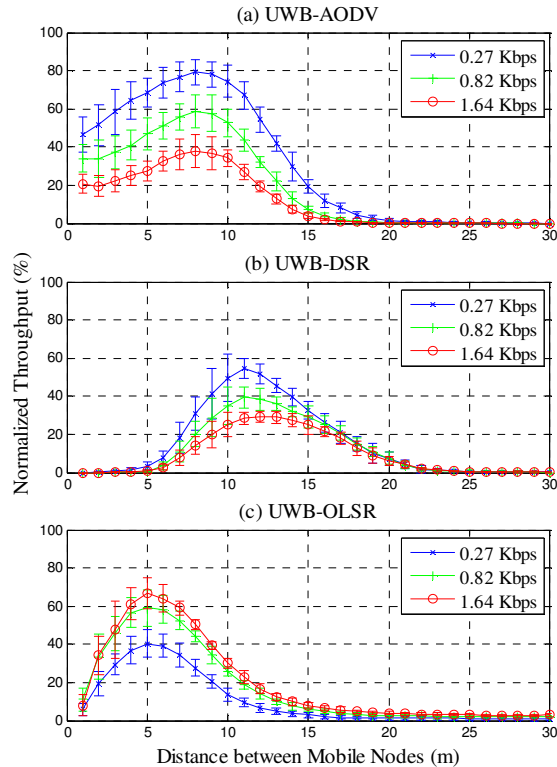 (a) UWB-AODV
100
80
60
40
20
0
0.27 Kbps
0.82 Kbps
1.64 Kbps
0 5 10 15 20 25 30
(b) UWB-DSR
100
80
60
40
20
0
0.27 Kbps
0.82 Kbps
1.64 Kbps
0 5 10 15 20 25 30
Normalized Throughput (%)
(c) UWB-OLSR
100
80
60
40
20
0
0.27 Kbps
0.82 Kbps
1.64 Kbps
0 5 10 15 20 25 30
Distance between Mobile Nodes (m)